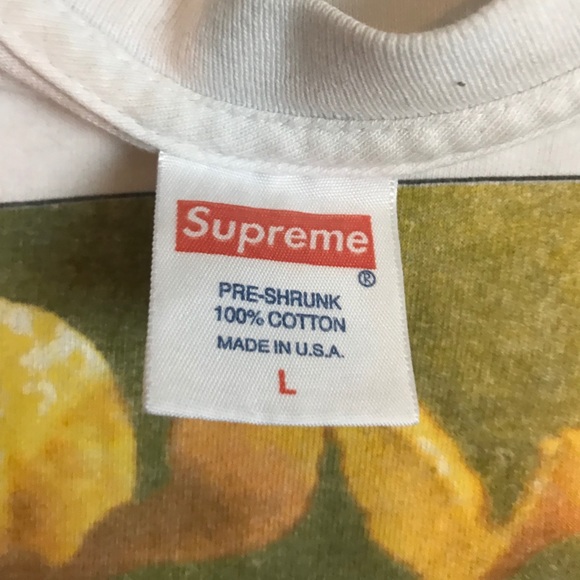 Supreme
®
PRE-SHRUNK
100% COTTON
MADE IN U.S.A.
L